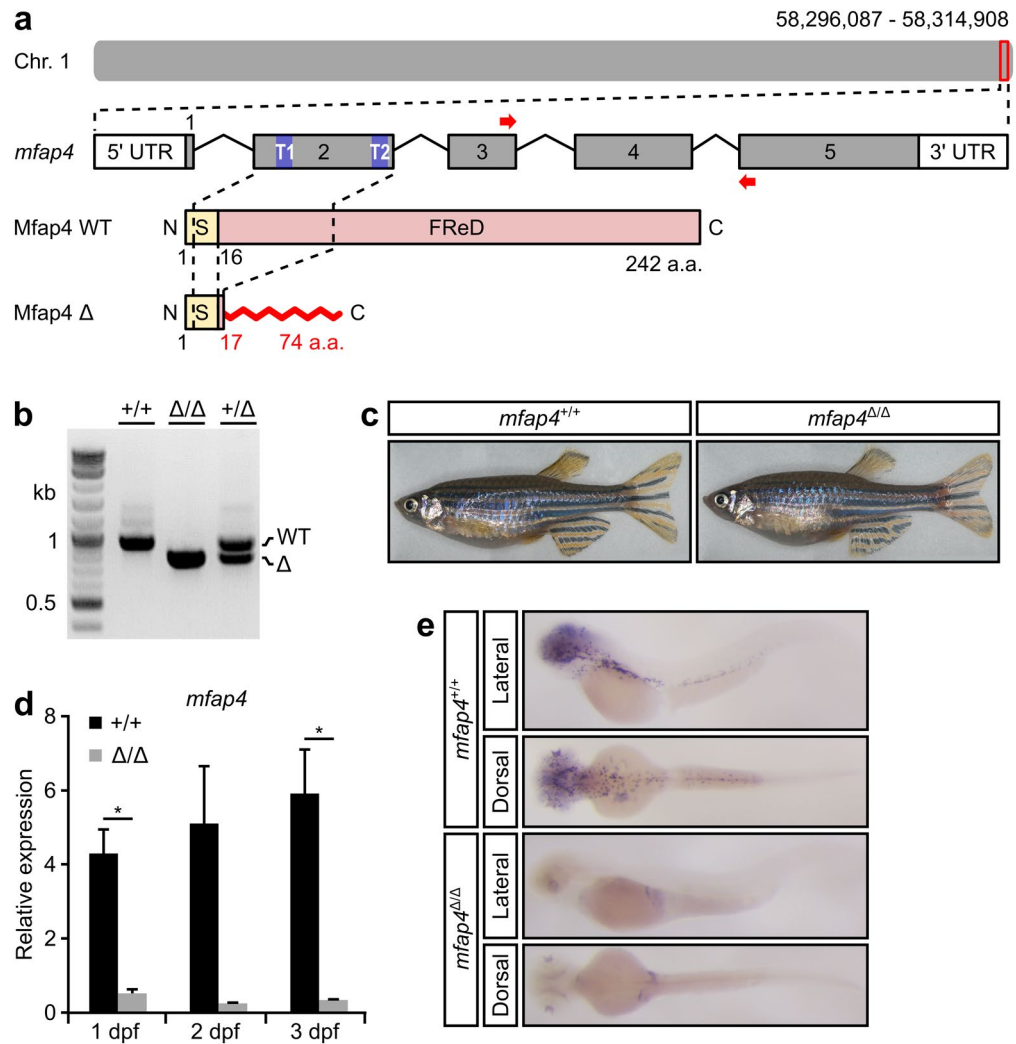 a
58,296,087 - 58,314,908
Chr. 1
1
mfap4
5' UTR
T1
2
T2
3
4
5
3' UTR
Mfap4 WT
N
S
FReD
C
1
16
242 a.a.
Mfap4 Δ
N
S
C
1
17
74 a.a.
b
+/+
Δ/Δ
+/Δ
kb
1
0.5
WT
Δ
c
mfap4+/+
mfap4Δ/Δ
d
mfap4
+/+
Δ/Δ
Relative expression
8
6
4
2
0
*
*
1 dpf
2 dpf
3 dpf
e
mfap4+/+
Lateral
Dorsal
mfap4Δ/Δ
Lateral
Dorsal